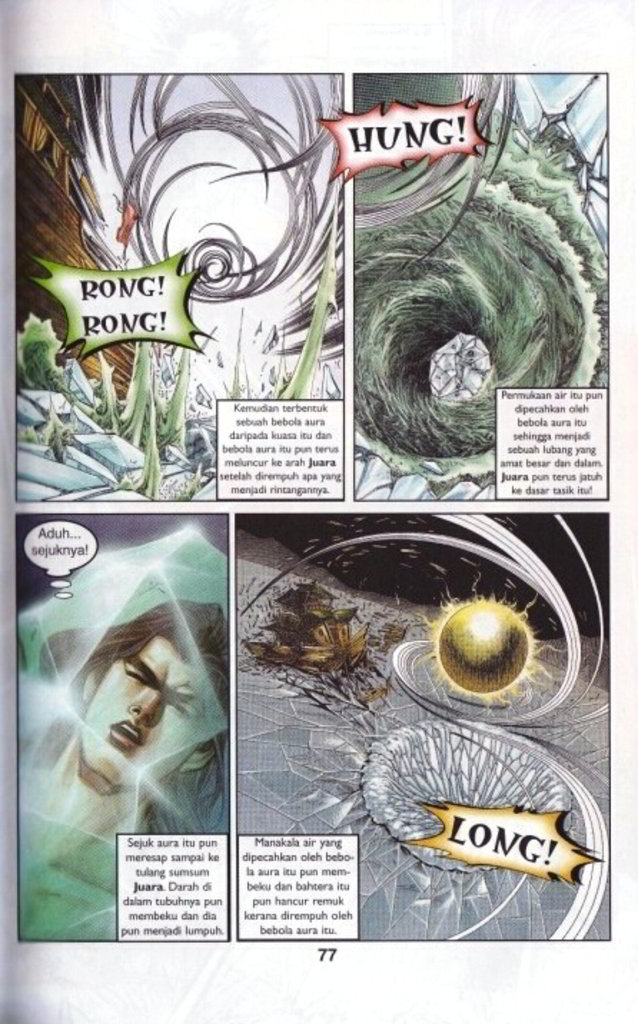 RONG!
RONG!
Kemudian terbentuk
sebuah bebola aura
daripada kuasa itu dan
bebola aura itu pun terus
meluncur ke arah Juara
setelah dirempuh apa yang
menjadi rintangannya.
HUNG!
Permukaan air itu pun
dipecahkan oleh
bebola aura itu
sehingga menjadi
sebuah lubang yang
amat besar dan dalam.
Juara pun terus jatuh
ke dasar tasik itu!
Aduh...
sejuknya!
Sejuk aura itu pun
meresap sampai ke
tulang sumsum
Juara. Darah di
dalam tubuhnya pun
membeku dan dia
pun menjadi lumpuh.
Manakala air yang
dipecahkan oleh bebo-
la aura itu pun mem-
beku dan bahtera itu
pun hancur remuk
kerana dirempuh oleh
bebola aura itu.
LONG!
77